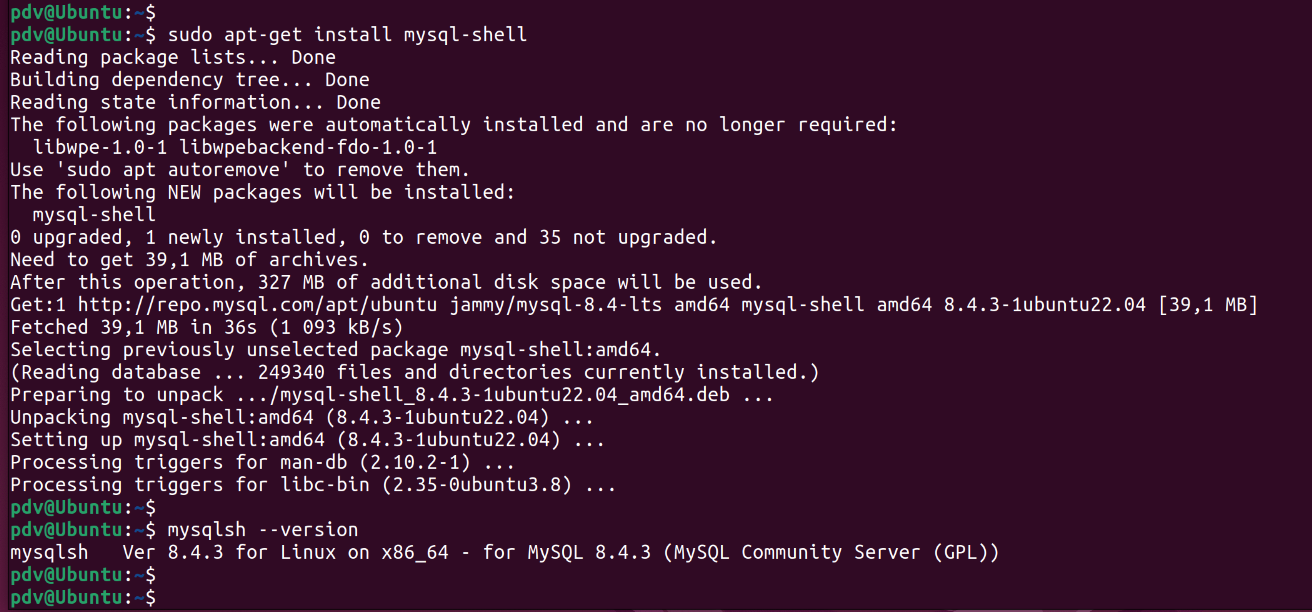 pdv@Ubuntu:~$
pdv@Ubuntu:~$ sudo apt-get install mysql-shell
Reading package lists... Done
Building dependency tree... Done
Reading state information... Done
The following packages were automatically installed and are no longer required:
  libwpe-1.0-1 libwpebackend-fdo-1.0-1
Use 'sudo apt autoremove' to remove them.
The following NEW packages will be installed:
  mysql-shell
0 upgraded, 1 newly installed, 0 to remove and 35 not upgraded.
Need to get 39,1 MB of archives.
After this operation, 327 MB of additional disk space will be used.
Get:1 http://repo.mysql.com/apt/ubuntu jammy/mysql-8.4-lts amd64 mysql-shell amd64 8.4.3-1ubuntu22.04 [39,1 MB]
Fetched 39,1 MB in 36s (1 093 kB/s)
Selecting previously unselected package mysql-shell:amd64.
(Reading database ... 249340 files and directories currently installed.)
Preparing to unpack .../mysql-shell_8.4.3-1ubuntu22.04_amd64.deb ...
Unpacking mysql-shell:amd64 (8.4.3-1ubuntu22.04) ...
Setting up mysql-shell:amd64 (8.4.3-1ubuntu22.04) ...
Processing triggers for man-db (2.10.2-1) ...
Processing triggers for libc-bin (2.35-0ubuntu3.8) ...
pdv@Ubuntu:~$
pdv@Ubuntu:~$ mysqlsh --version
mysqlsh   Ver 8.4.3 for Linux on x86_64 - for MySQL 8.4.3 (MySQL Community Server (GPL))
pdv@Ubuntu:~$
pdv@Ubuntu:~$